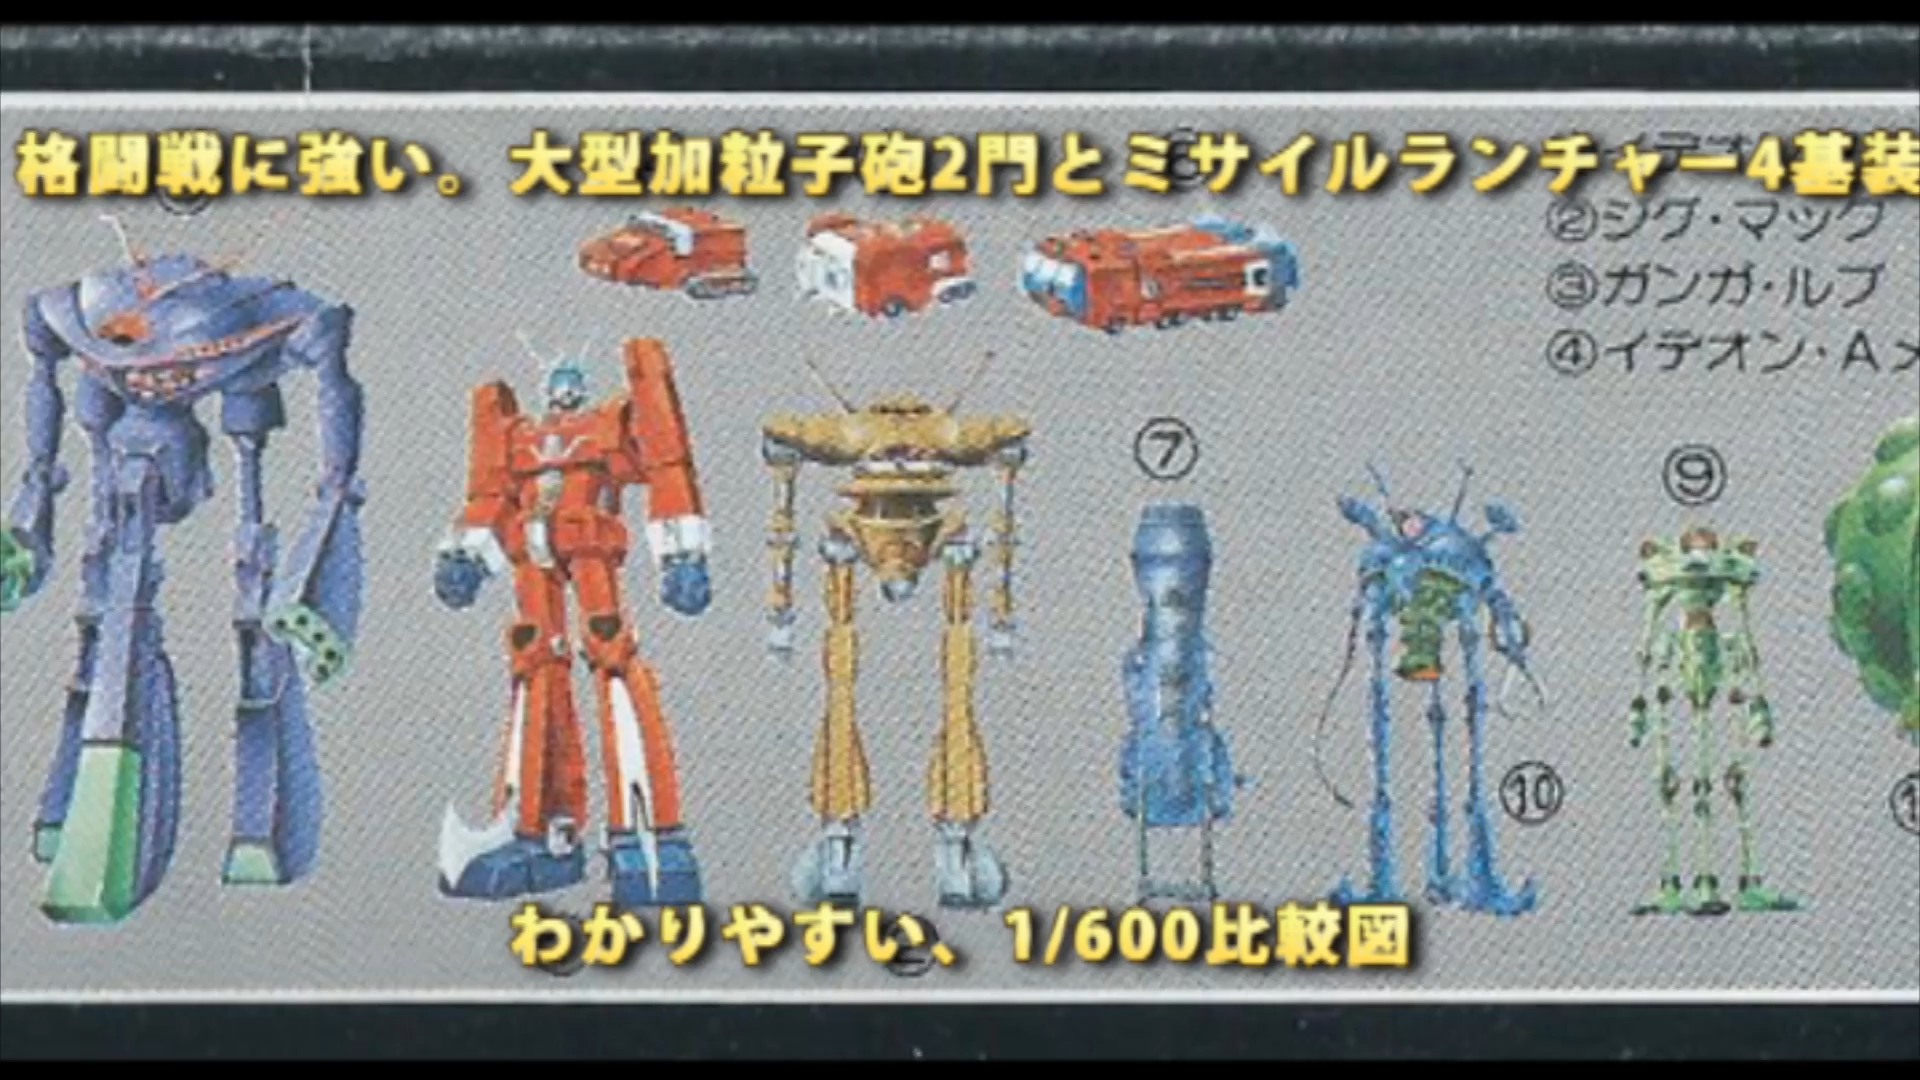 格闘戦に強い。大型加粒子砲2門とミサイルランチャー4基装
②ジグ・マック
③ガンガ・ルブ
④イデオン・Aメ
⑦
⑨
⑩
わかりやすい、1/600比較図